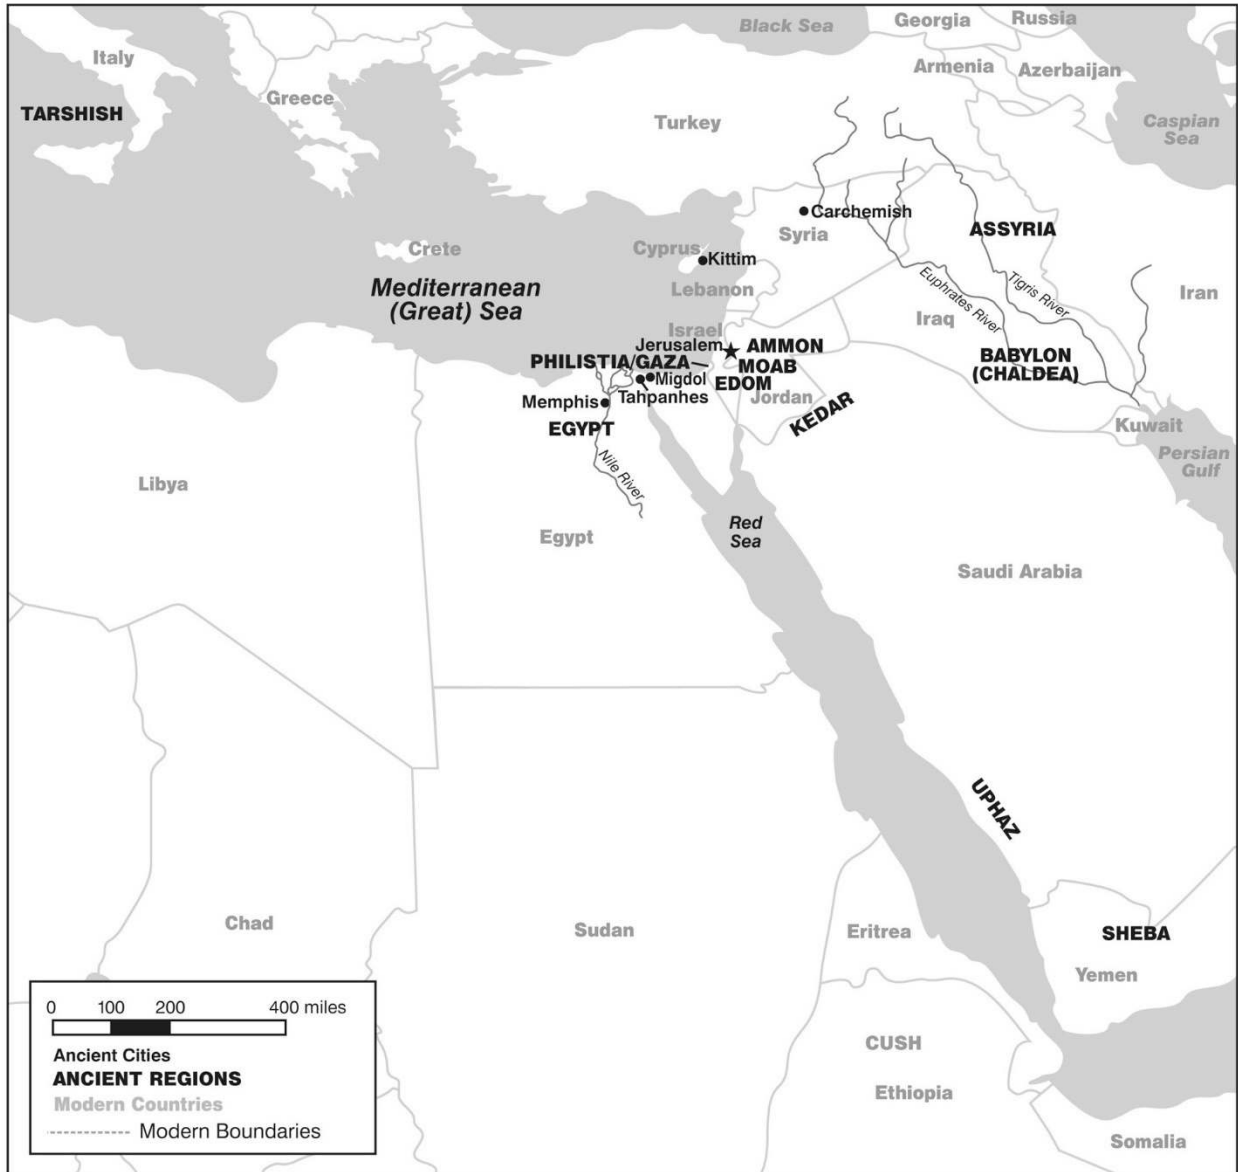 Black Sea
Georgia
Russia
Italy
Armenia
Azerbaijan
Greece
TARSHISH
Turkey
Caspian
Sea
Carchemish
ASSYRIA
Syria
Crete
Cyprus
Kittim
Mediterranean
(Great) Sea
Lebanon
Euphrates River
Tigris River
Iran
Iraq
Israel
Jerusalem
AMMON
PHILISTIA/GAZA
MOAB
BABYLON
(CHALDEA)
Migdol
EDOM
Tahpanhes
Jordan
Memphis
KEDAR
EGYPT
Kuwait
Persian
Gulf
Nile River
Libya
Red
Sea
Egypt
Saudi Arabia
UPHAZ
Chad
Sudan
Eritrea
SHEBA
Yemen
CUSH
Ethiopia
Somalia
0 100 200 400 miles
Ancient Cities
ANCIENT REGIONS
Modern Countries
Modern Boundaries